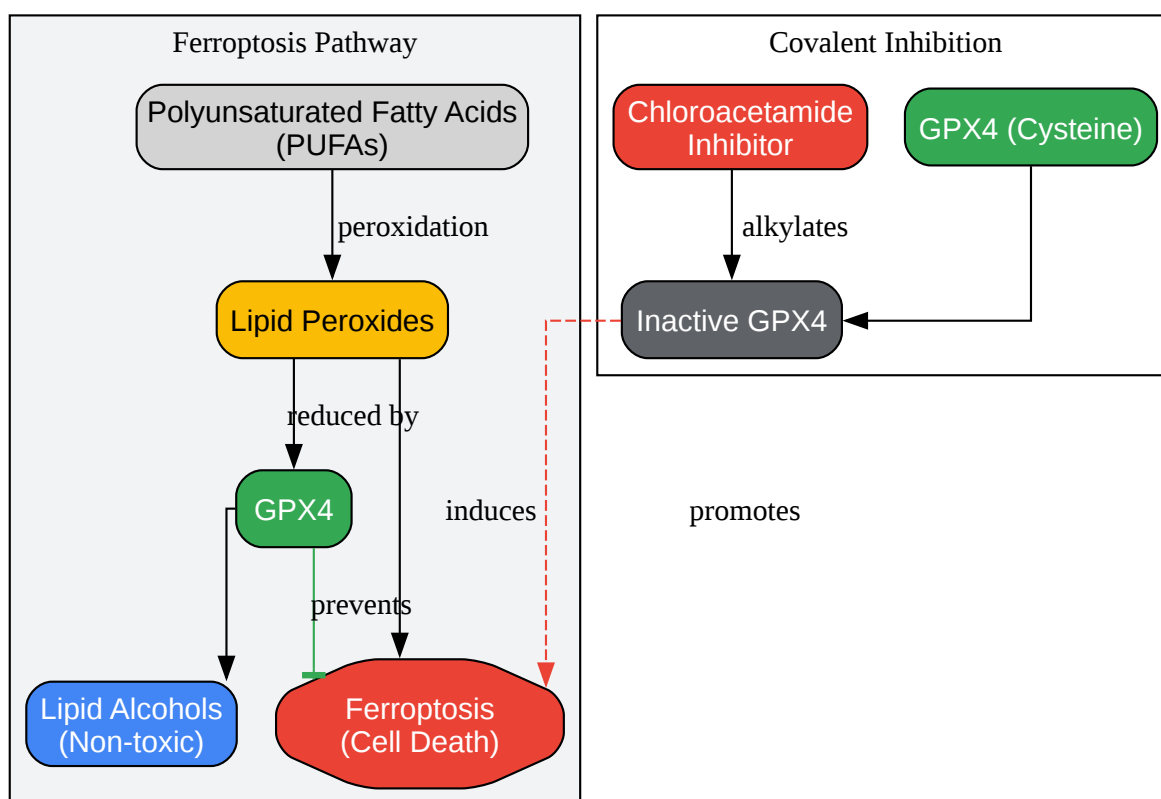 Ferroptosis Pathway
Polyunsaturated Fatty Acids
(PUFAs)
peroxidation
Lipid Peroxides
reduced by
GPX4
prevents
induces
Lipid Alcohols
(Non-toxic)
Ferroptosis
(Cell Death)
Covalent Inhibition
Chloroacetamide
Inhibitor
GPX4 (Cysteine)
alkylates
Inactive GPX4
promotes